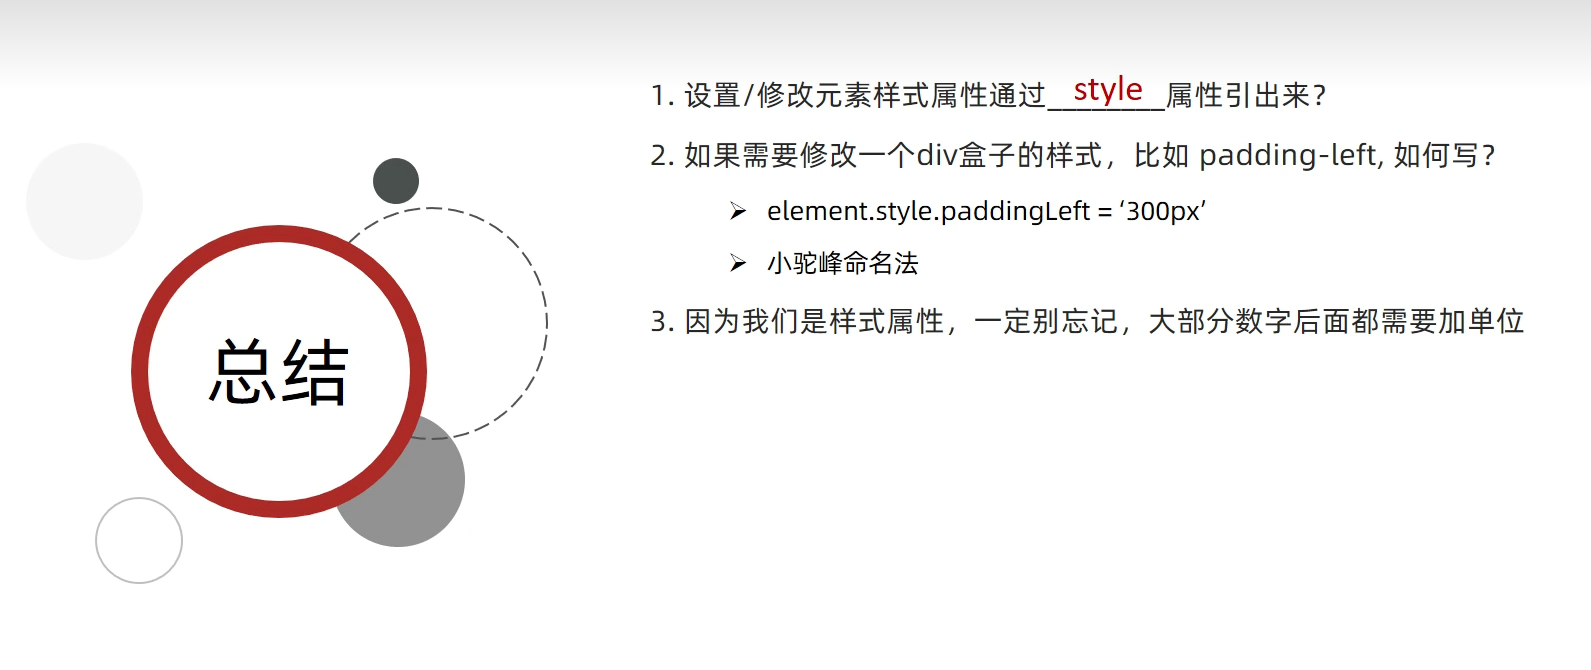 总结
1. 设置/修改元素样式属性通过________style属性引出来？
2. 如果需要修改一个div盒子的样式，比如 padding-left, 如何写？
➢ element.style.paddingLeft = ‘300px’
➢ 小驼峰命名法
3. 因为我们是样式属性，一定别忘记，大部分数字后面都需要加单位